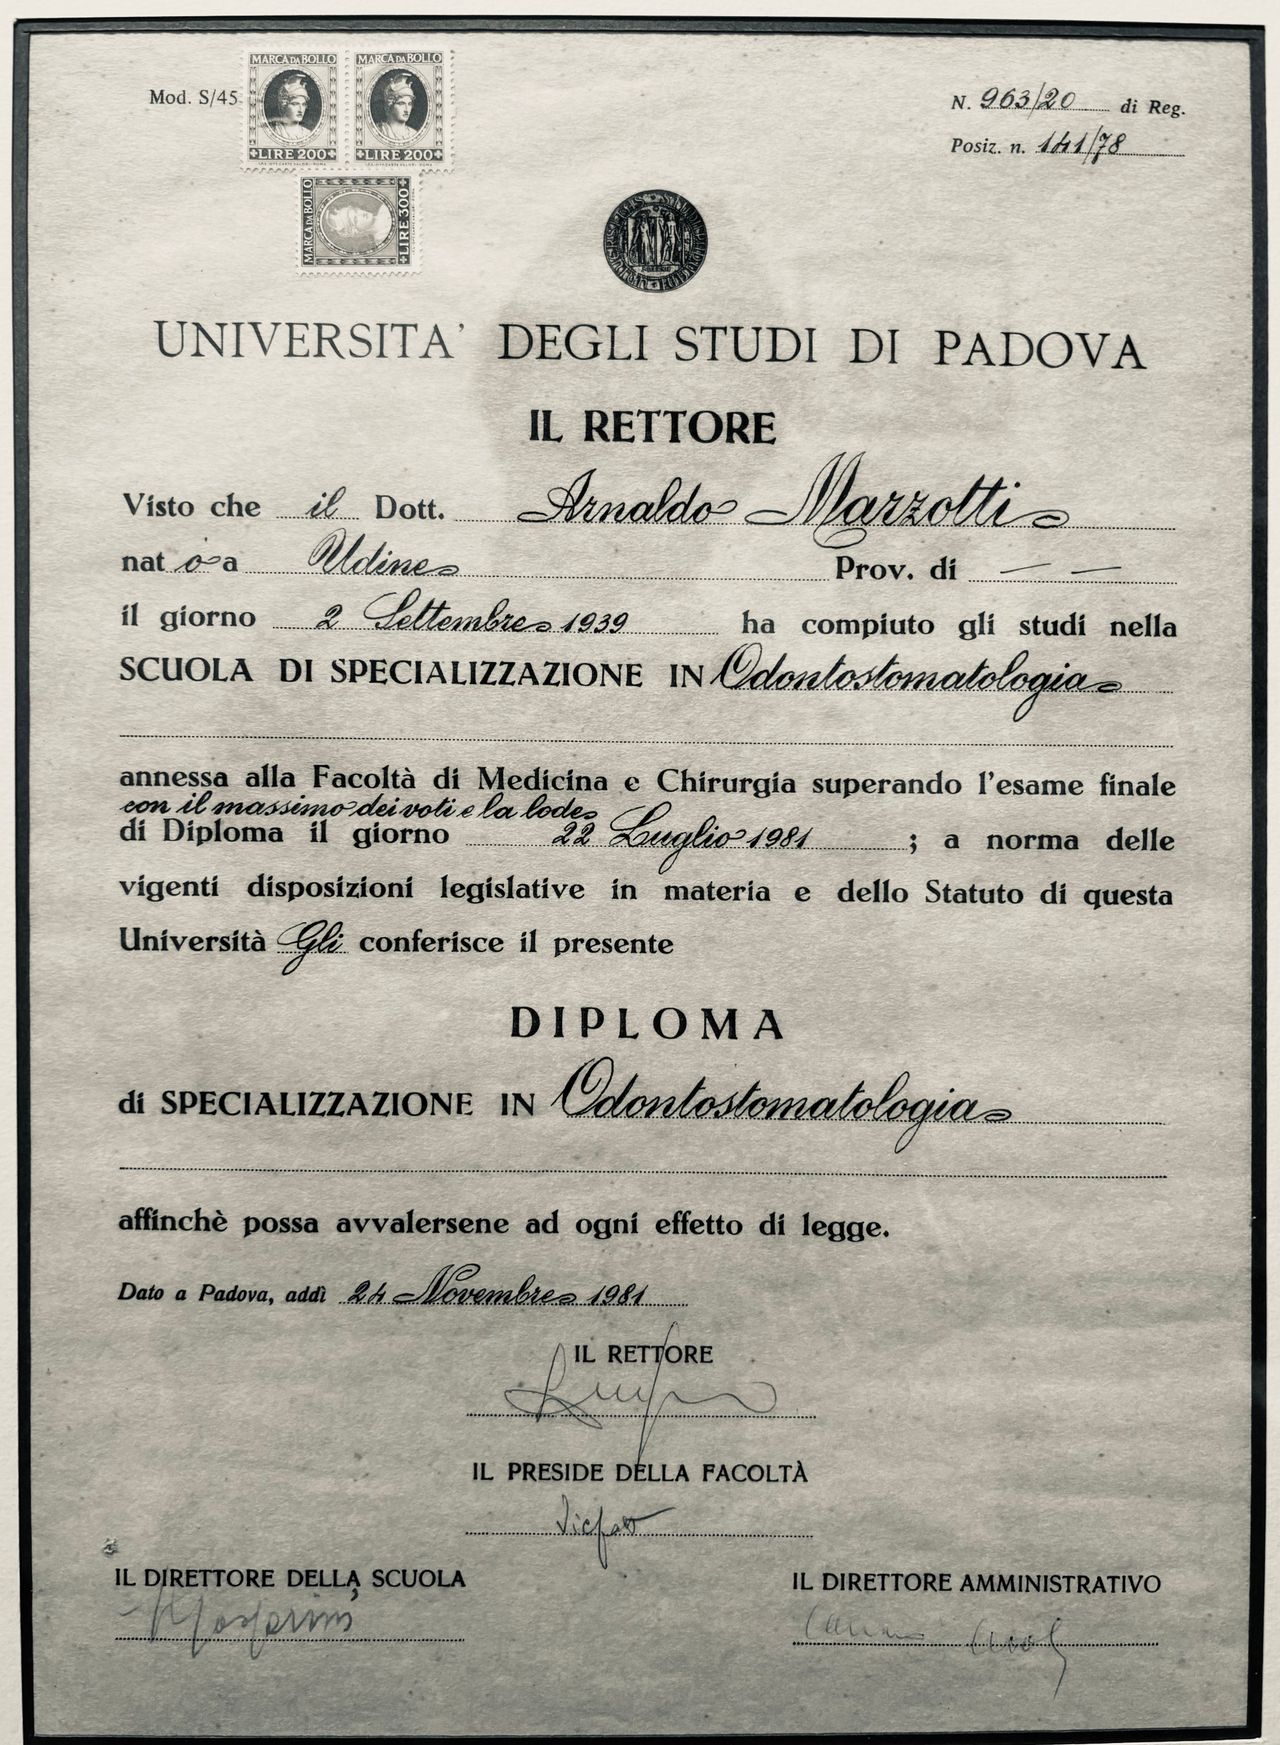 MARCA DA BOLLO MARCA DA BOLLO
Mod. S/45
LIRE 200 LIRE 200
MARCA DA BOLLO LIRE 300
N. 963/20 di Reg.
Posiz. n. 141/78
UNIVERSITA' DEGLI STUDI DI PADOVA
IL RETTORE
Visto che il Dott. Arnaldo Marzotti
nat o a Udine Prov. di — —
il giorno 2 Settembre 1939 ha compiuto gli studi nella
SCUOLA DI SPECIALIZZAZIONE IN Odontostomatologia
annessa alla Facoltà di Medicina e Chirurgia superando l'esame finale
con il massimo dei voti e la lode
di Diploma il giorno 22 Luglio 1981 ; a norma delle
vigenti disposizioni legislative in materia e dello Statuto di questa
Università Gli conferisce il presente
DIPLOMA
di SPECIALIZZAZIONE IN Odontostomatologia
affinchè possa avvalersene ad ogni effetto di legge.
Dato a Padova, addì 24 Novembre 1981
IL RETTORE
IL PRESIDE DELLA FACOLTÀ
IL DIRETTORE DELLA SCUOLA
IL DIRETTORE AMMINISTRATIVO